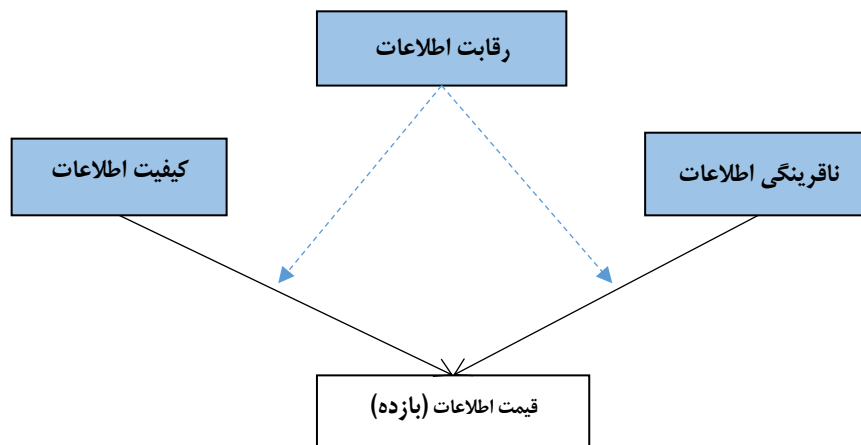 رقابت اطلاعات
ناقرینگی اطلاعات
کیفیت اطلاعات
قیمت اطلاعات (بازده)